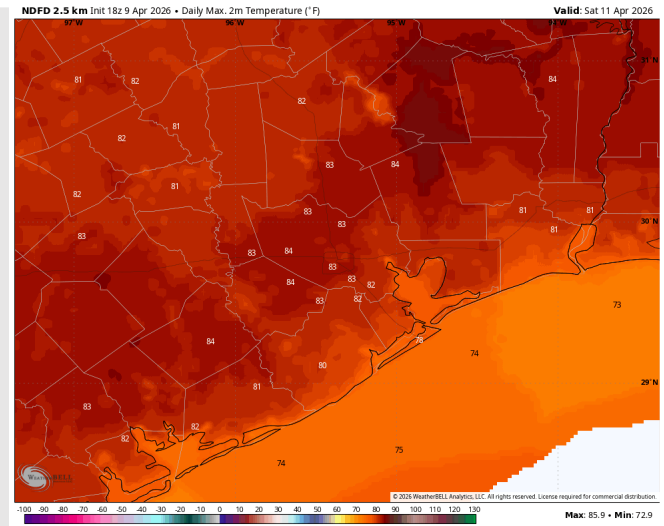 NDFD 2.5 km Init 18z 9 Apr 2026 • Daily Max. 2m Temperature (°F)
Valid: Sat 11 Apr 2026
97°W 96°W 95°W 94°W
31°N
81 82 84
82
81
82
83 84
82 81
83 81 81
83 83 81
30°N
83 84
83
84 83 82
83 82
73
78
84 74
80
29°N
81
83
82
82
75
74
WEATHERBELL
© 2026 WeatherBELL Analytics, LLC. All rights reserved. License required for commercial distribution.
-100 -90 -80 -70 -60 -50 -40 -30 -20 -10 0 10 20 30 40 50 60 70 80 90 100 110 120 130
Max: 85.9 • Min: 72.9